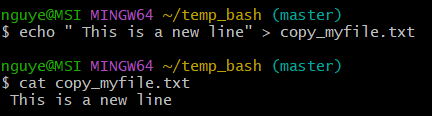 nguye@MSI MINGW64 ~/temp_bash (master)
$ echo " This is a new line" > copy_myfile.txt
nguye@MSI MINGW64 ~/temp_bash (master)
$ cat copy_myfile.txt
 This is a new line